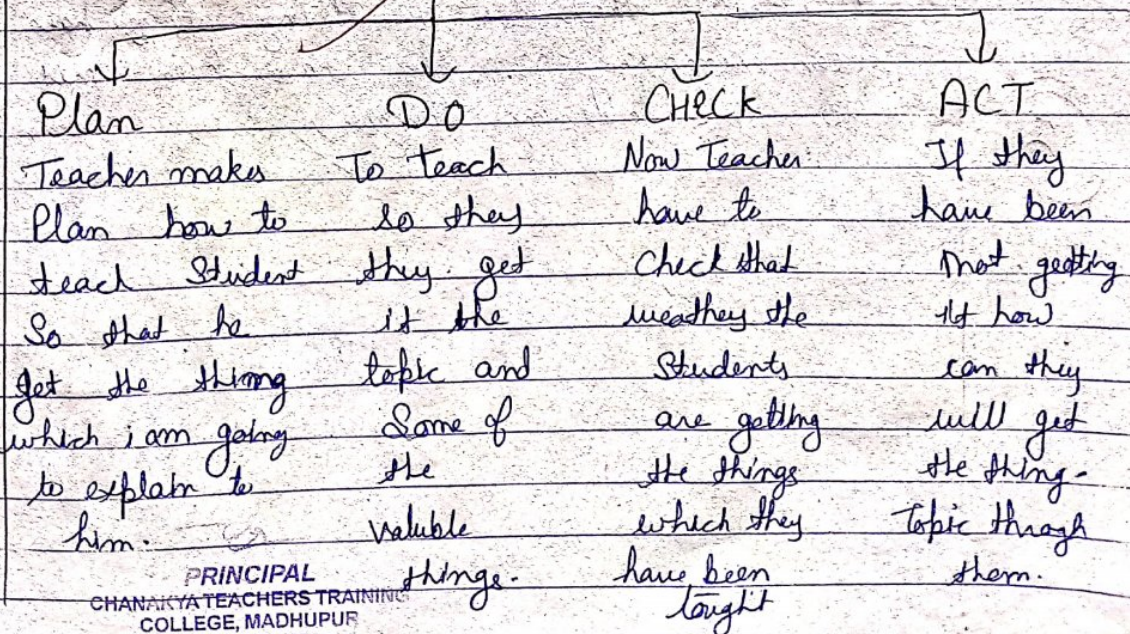 Plan
Teacher makes
Plan how to
teach Student
So that he
get the thing
which i am going
to explain to
him.
DO
To teach
so they
they get
it the
topic and
Some of
the
valuble
things.
CHeCK
Now Teacher
have to
Check that
weathey the
Students
are getting
the things
which they
have been
tought
ACT
If they
have been
not geatting
it how
can they
will get
the thing-
Topic throgh
them.
PRINCIPAL
CHANAKYA TEACHERS TRAINING
COLLEGE, MADHUPUR